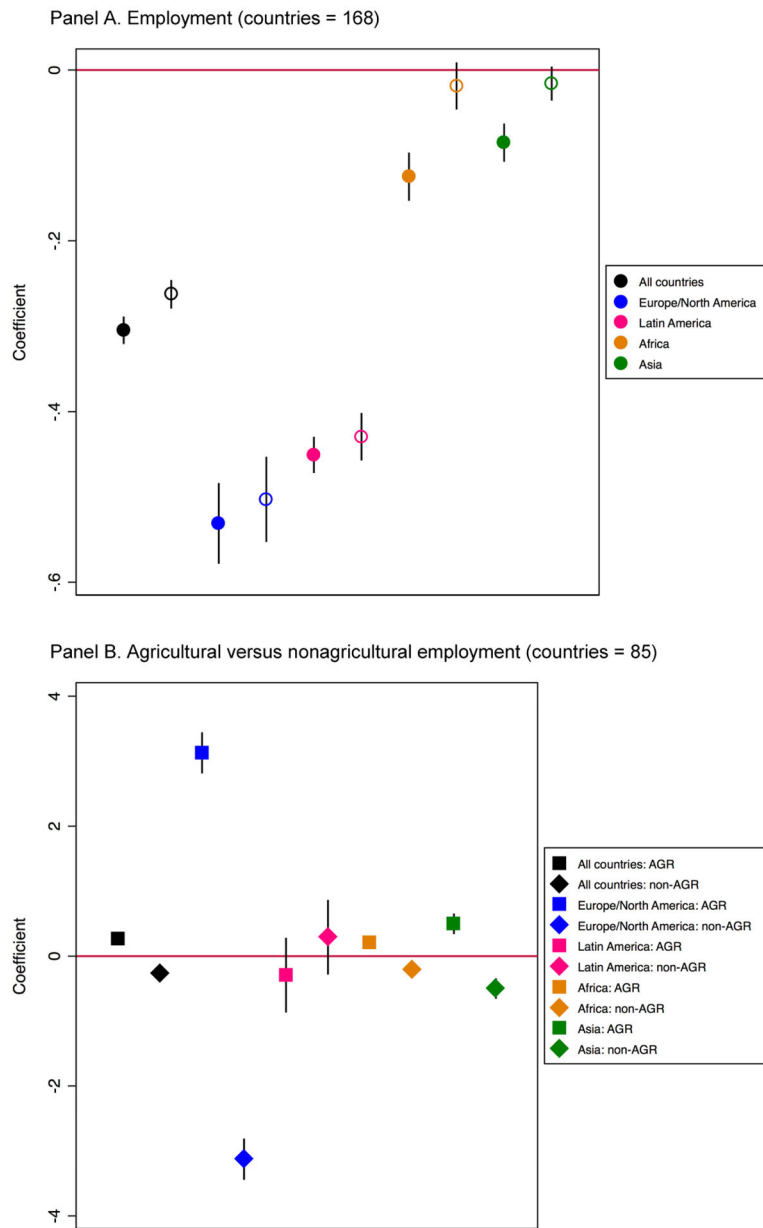 Panel A. Employment (countries = 168)
0
-.2
-.4
-.6
Coefficient
All countries
Europe/North America
Latin America
Africa
Asia
Panel B. Agricultural versus nonagricultural employment (countries = 85)
4
2
0
-2
-4
Coefficient
All countries: AGR
All countries: non-AGR
Europe/North America: AGR
Europe/North America: non-AGR
Latin America: AGR
Latin America: non-AGR
Africa: AGR
Africa: non-AGR
Asia: AGR
Asia: non-AGR